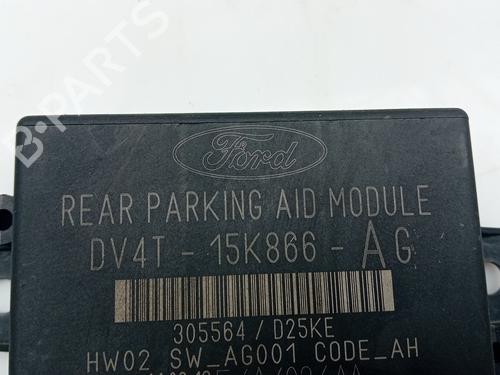 Ford
REAR PARKING AID MODULE
DV4T - 15K866 - AG
305564 / D25KE
HW02 SW_AG001 CODE_AH
B-PARTS